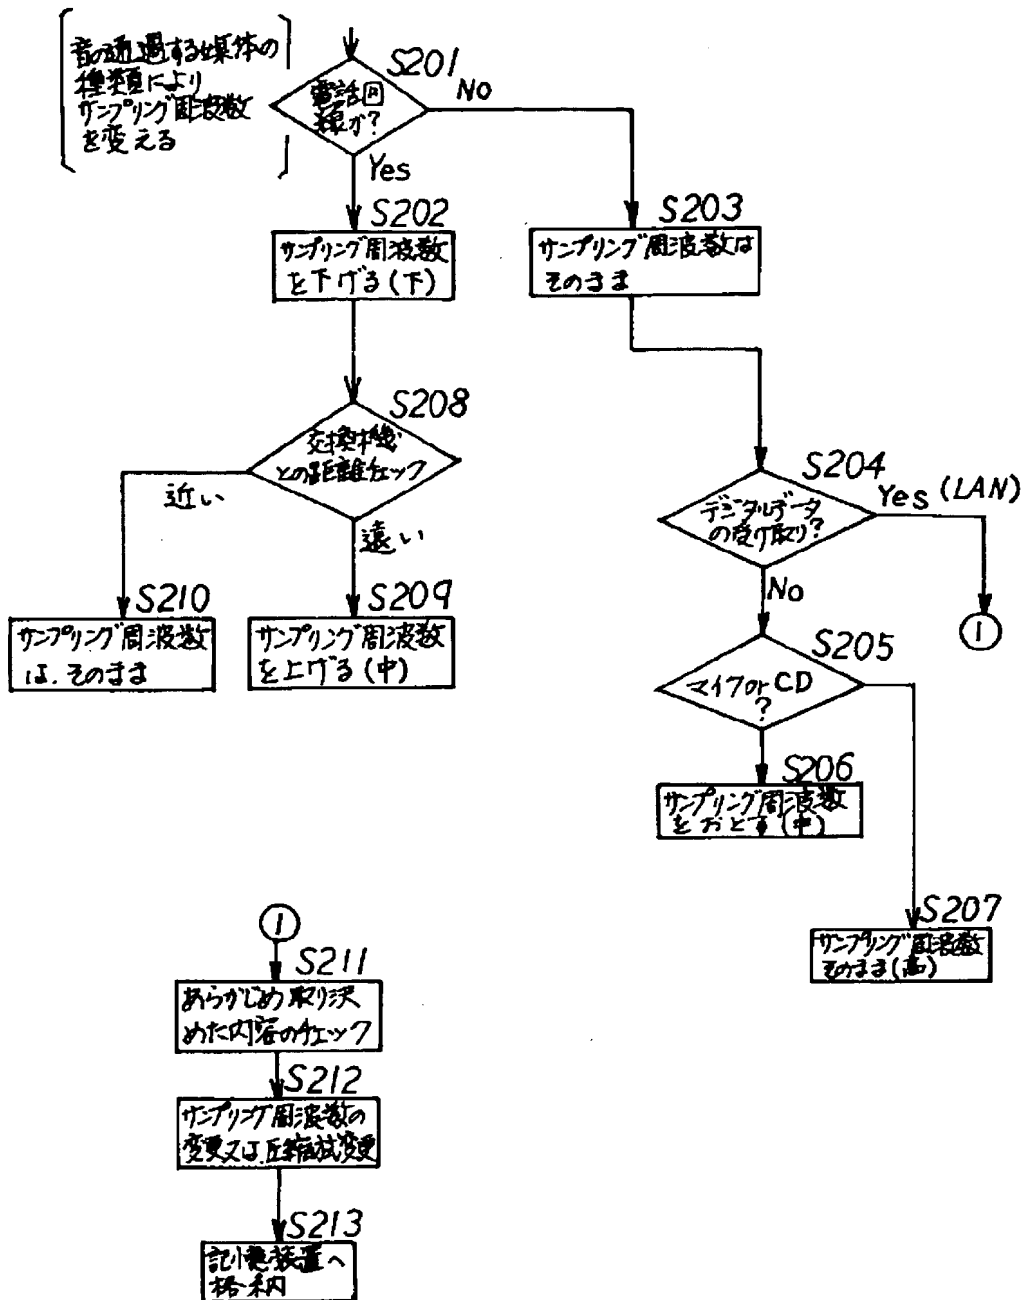 音の通過する媒体の
種類により
サンプリング周波数
を変える
S201
電話回
線か?
No
Yes
S202
サンプリング周波数
を下げる(下)
S203
サンプリング周波数は
そのまま
S208
交換機
との距離チェック
近い
遠い
S204
デジタルデータ
の受け取り?
Yes (LAN)
No
1
S210
サンプリング周波数
は、そのまま
S209
サンプリング周波数
を上げる(中)
S205
マイク or CD
?
S206
サンプリング周波数
をおとす(中)
S207
サンプリング周波数
そのまま(高)
1
S211
あらかじめ取り決
めた内容のチェック
S212
サンプリング周波数の
変更又は、圧縮方式変更
S213
記憶装置へ
格納